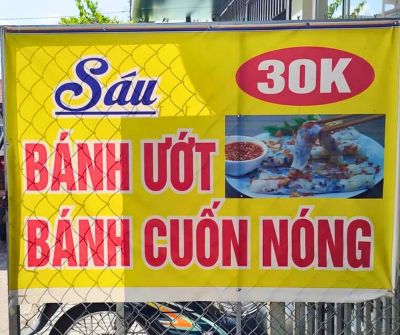 Sáu
30K
BÁNH ƯỚT
BÁNH CUỐN NÓNG